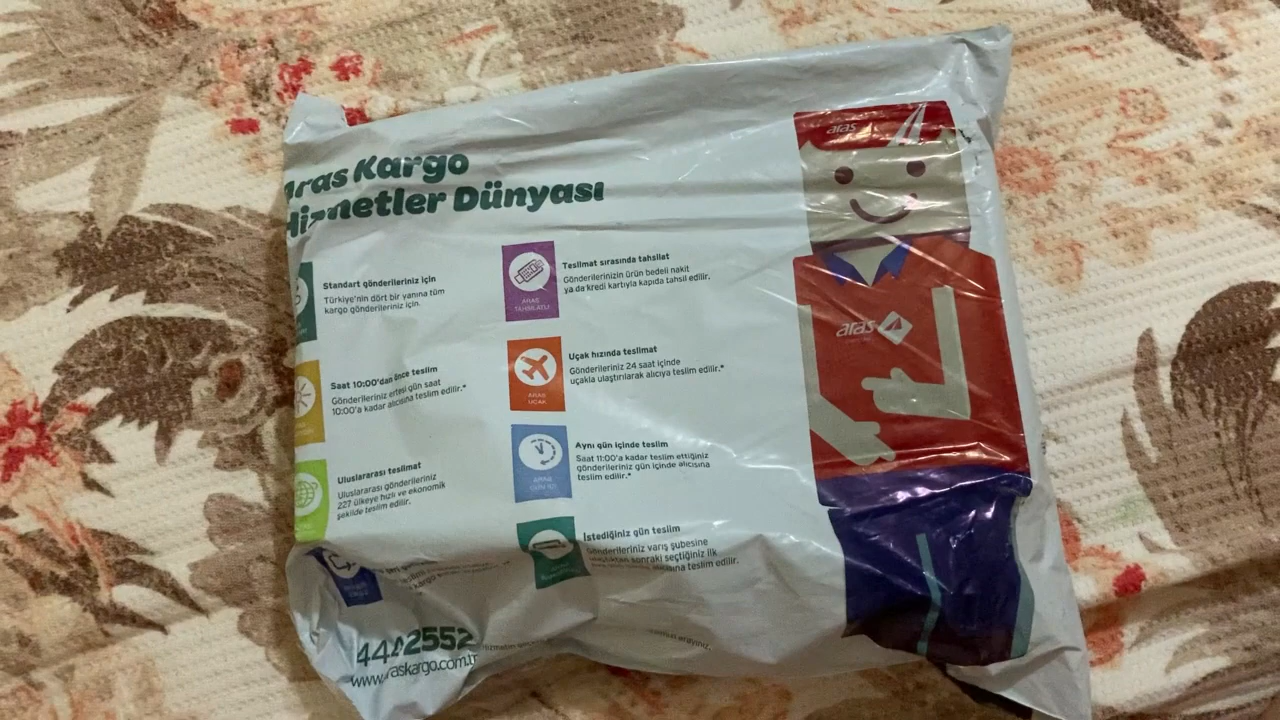 Aras Kargo
Hizmetler Dünyası
Standart gönderileriniz için
Türkiye'nin dört bir yanına tüm
kargo gönderileriniz için.
Saat 10:00'dan önce teslim
Gönderileriniz ertesi gün saat
10:00'a kadar alıcısına teslim edilir.*
Uluslararası teslimat
Uluslararası gönderileriniz
227 ülkeye hızlı ve ekonomik
şekilde teslim edilir.
444 2552
www.araskargo.com.tr
ARAS
TAHSİLATLI
Teslimat sırasında tahsilat
Gönderilerinizin ürün bedeli nakit
ya da kredi kartıyla kapıda tahsil edilir.
ARAS
UÇAK
Uçak hızında teslimat
Gönderileriniz 24 saat içinde
uçakla ulaştırılarak alıcıya teslim edilir.*
ARAS
Aynı gün içinde teslim
Saat 11:00'a kadar teslim ettiğiniz
gönderileriniz gün içinde alıcısına
teslim edilir.*
İstediğiniz gün teslim
Gönderileriniz varış şubesine
sonraki seçtiğiniz ilk
alıcısına teslim edilir.
aras
aras